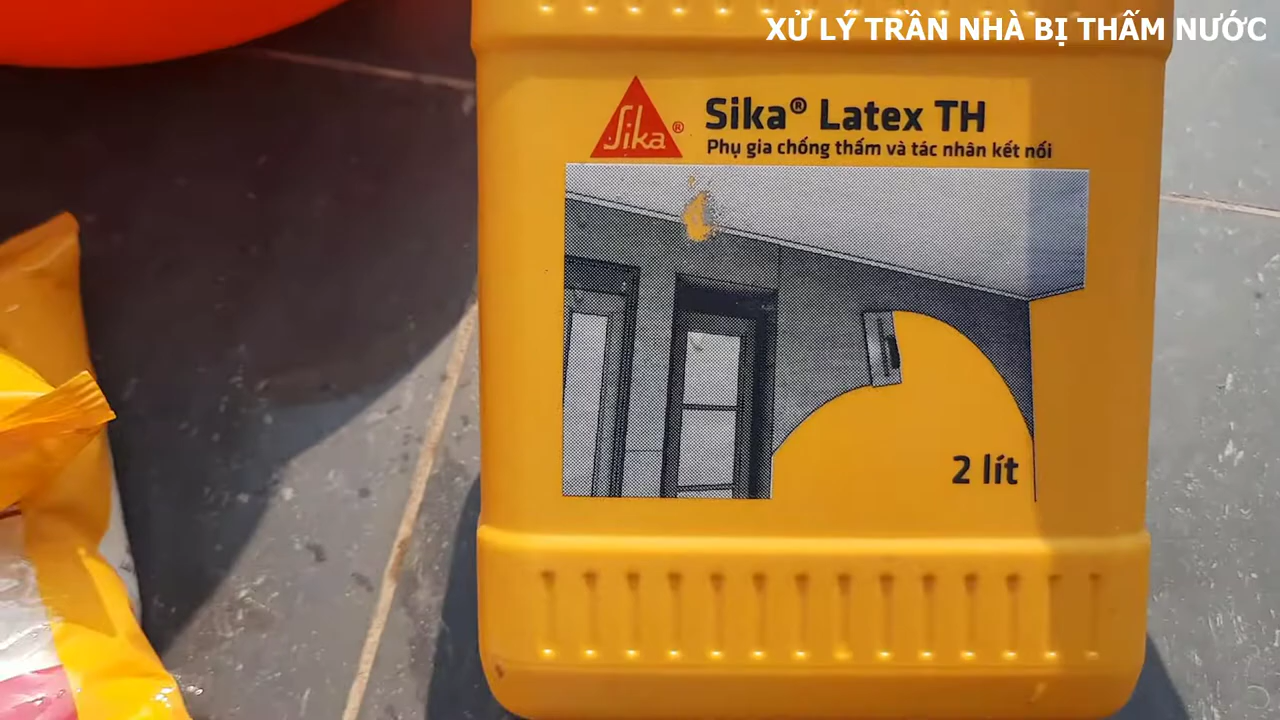 XỬ LÝ TRẦN NHÀ BỊ THẤM NƯỚC
Sika®
Sika® Latex TH
Phụ gia chống thấm và tác nhân kết nối
2 lít